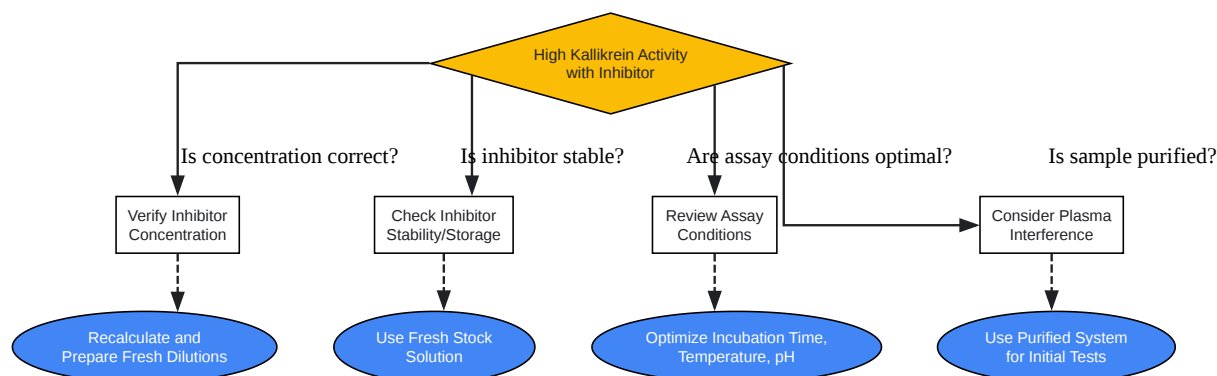 High Kallikrein Activity
with Inhibitor
Is concentration correct?
Is inhibitor stable?
Are assay conditions optimal?
Is sample purified?
Verify Inhibitor
Concentration
Check Inhibitor
Stability/Storage
Review Assay
Conditions
Consider Plasma
Interference
Recalculate and
Prepare Fresh Dilutions
Use Fresh Stock
Solution
Optimize Incubation Time,
Temperature, pH
Use Purified System
for Initial Tests